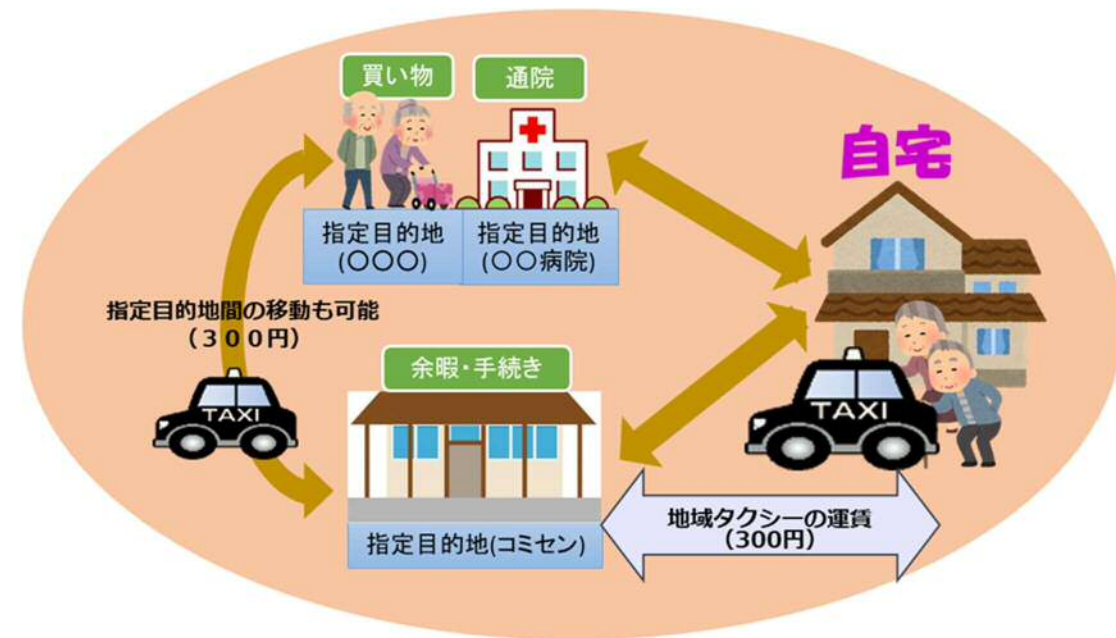 買い物
通院
自宅
指定目的地
(〇〇〇)
指定目的地
(〇〇病院)
指定目的地間の移動も可能
（３００円）
余暇・手続き
TAXI
TAXI
地域タクシーの運賃
（300円）
指定目的地(コミセン)